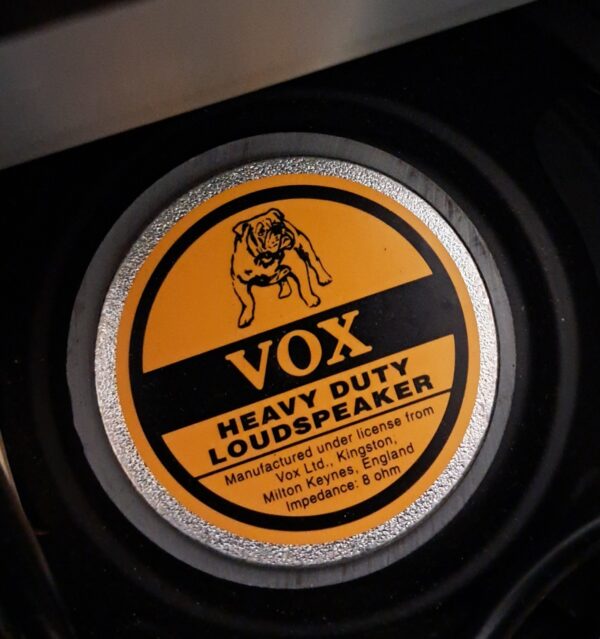 VOX
HEAVY DUTY
LOUDSPEAKER
Manufactured under license from
Vox Ltd., Kingston,
Milton Keynes, England
Impedance: 8 ohm